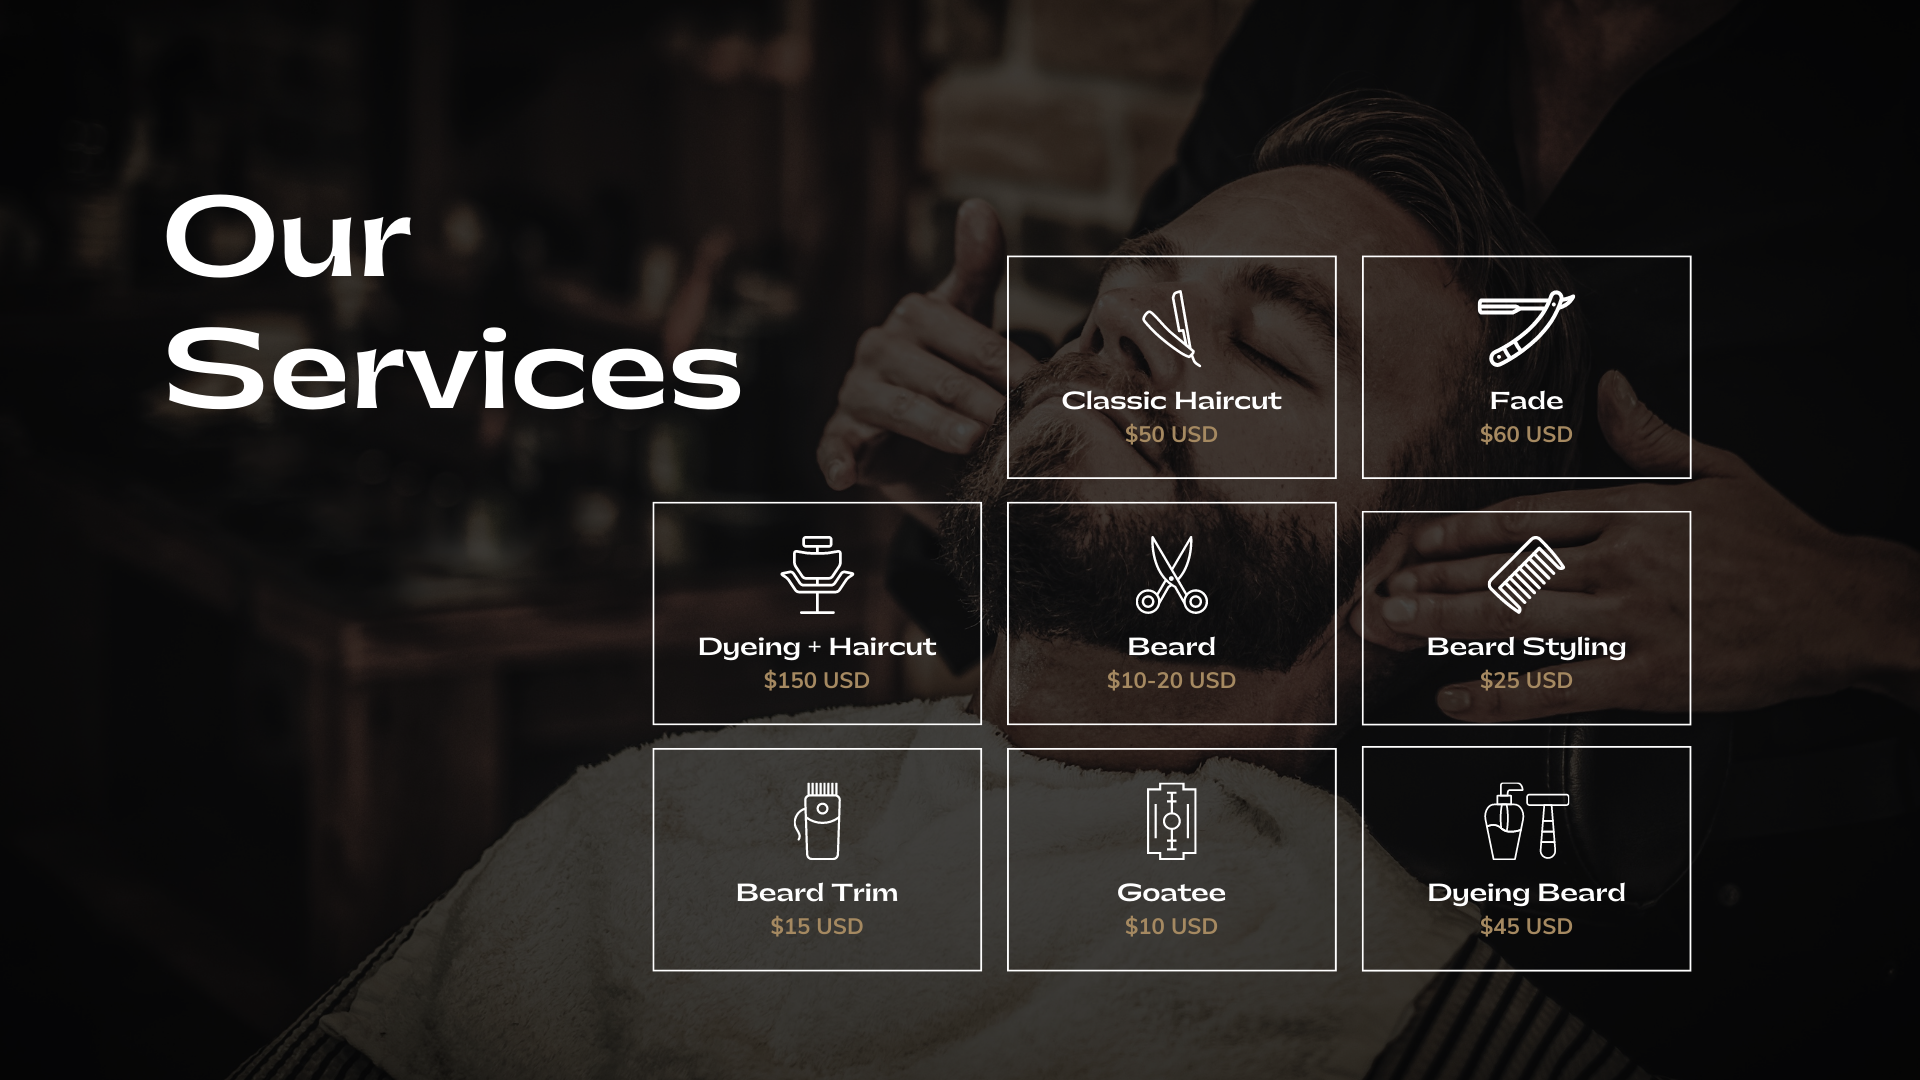 Our
Services
Classic Haircut
$50 USD
Fade
$60 USD
Dyeing + Haircut
$150 USD
Beard
$10-20 USD
Beard Styling
$25 USD
Beard Trim
$15 USD
Goatee
$10 USD
Dyeing Beard
$45 USD